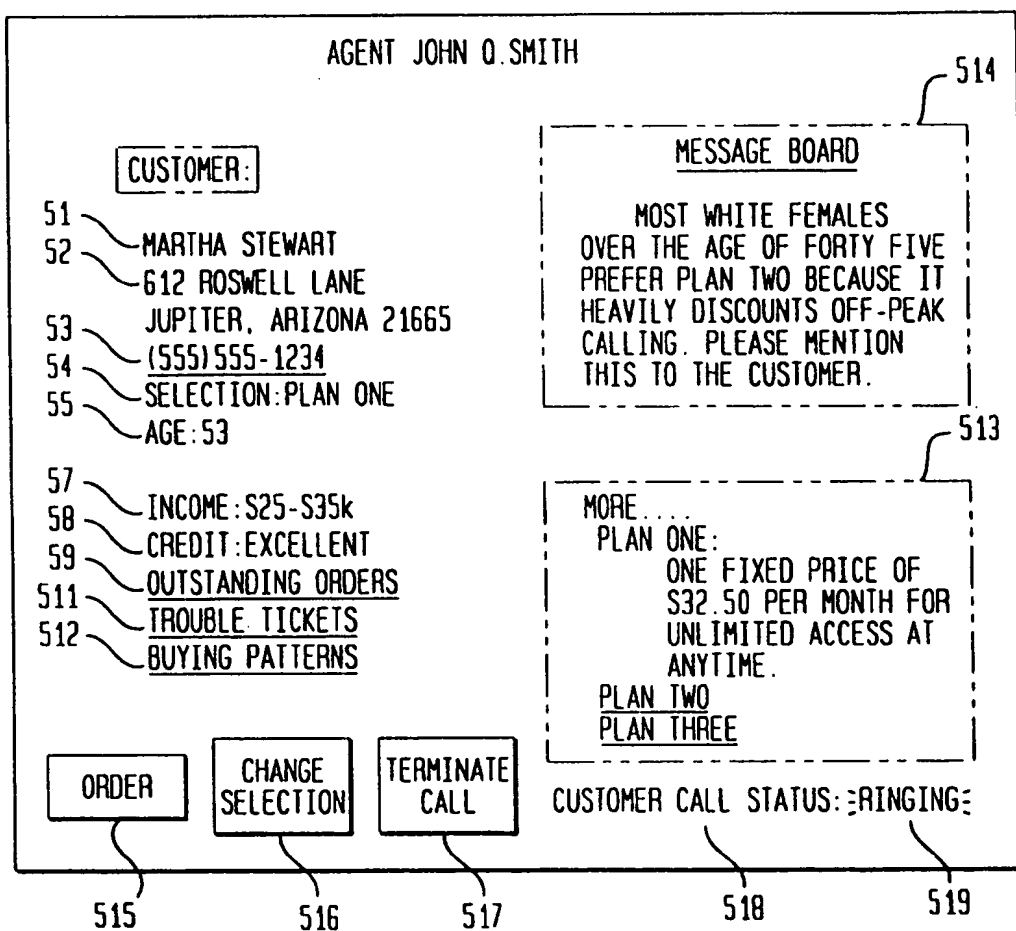 AGENT JOHN Q.SMITH
514
CUSTOMER:
MESSAGE BOARD
51
MARTHA STEWART
MOST WHITE FEMALES
OVER THE AGE OF FORTY FIVE
PREFER PLAN TWO BECAUSE IT
HEAVILY DISCOUNTS OFF-PEAK
CALLING. PLEASE MENTION
THIS TO THE CUSTOMER.
52
612 ROSWELL LANE
JUPITER, ARIZONA 21665
53
(555)555-1234
54
SELECTION:PLAN ONE
55
AGE:53
513
57
INCOME:S25-S35k
58
CREDIT:EXCELLENT
59
OUTSTANDING ORDERS
511
TROUBLE TICKETS
512
BUYING PATTERNS
MORE....
PLAN ONE:
ONE FIXED PRICE OF
S32.50 PER MONTH FOR
UNLIMITED ACCESS AT
ANYTIME.
PLAN TWO
PLAN THREE
ORDER
CHANGE
SELECTION
TERMINATE
CALL
CUSTOMER CALL STATUS: RINGING
515
516
517
518
519